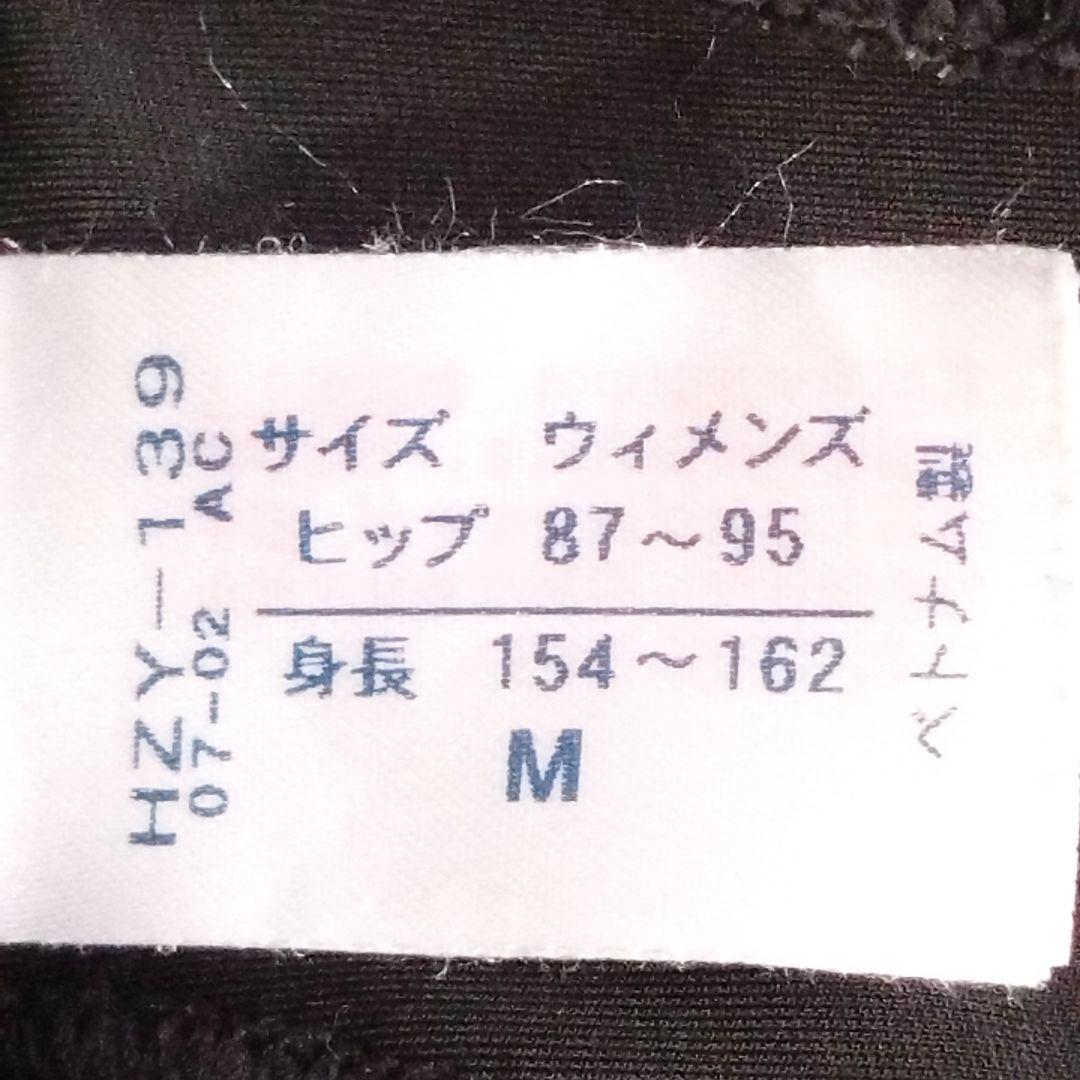 サイズ ウィメンズ
ヒップ 87～95
身長 154～162
M
HZY-139
07-02 AC
ベトナム製